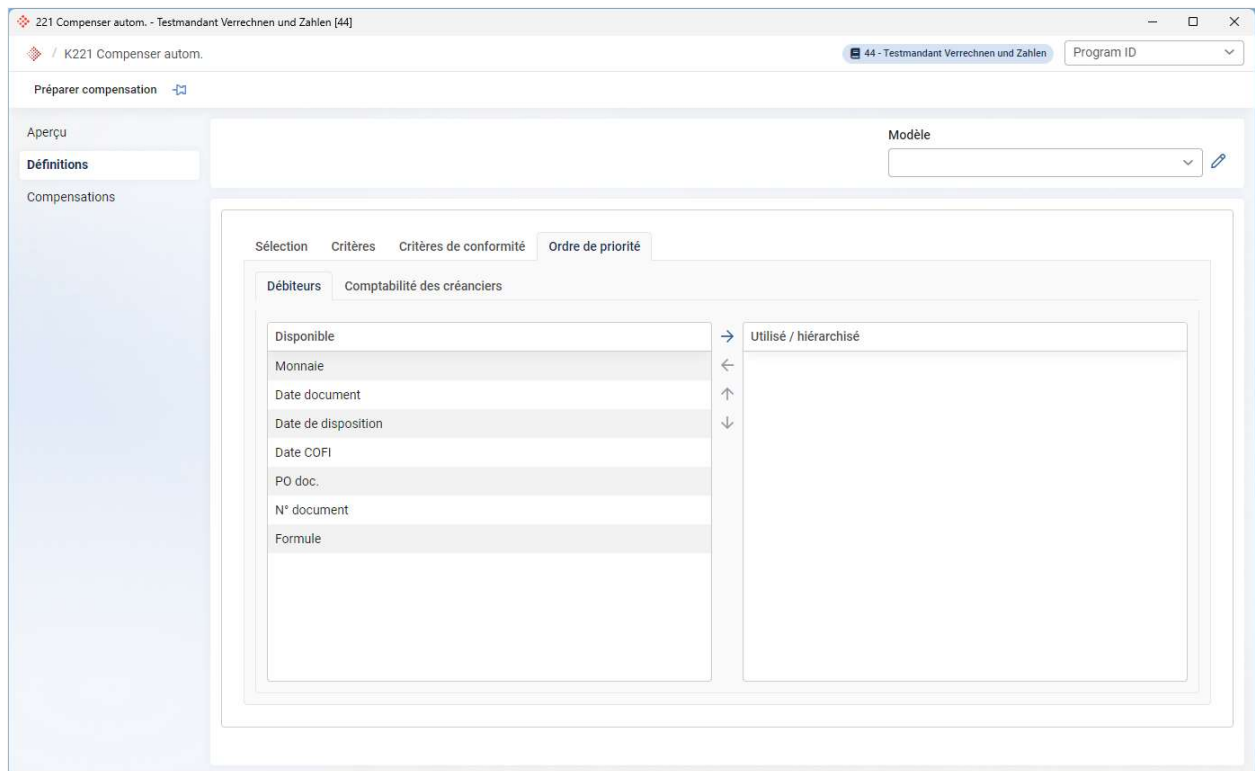 221 Compenser autom. - Testmandant Verrechnen und Zahlen [44]
/ K221 Compenser autom.
44 - Testmandant Verrechnen und Zahlen
Program ID
Préparer compensation
Aperçu
Définitions
Compensations
Modèle
Sélection Critères Critères de conformité Ordre de priorité
Débiteurs Comptabilité des créanciers
Disponible
Utilisé / hiérarchisé
Monnaie
Date document
Date de disposition
Date COFI
PO doc.
N° document
Formule